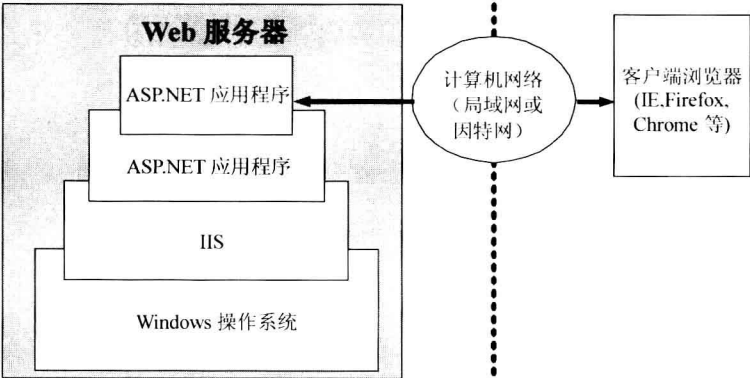 Web 服务器
ASP.NET 应用程序
ASP.NET 应用程序
IIS
Windows 操作系统
计算机网络
（局域网或
因特网）
客户端浏览器
(IE,Firefox,
Chrome 等)